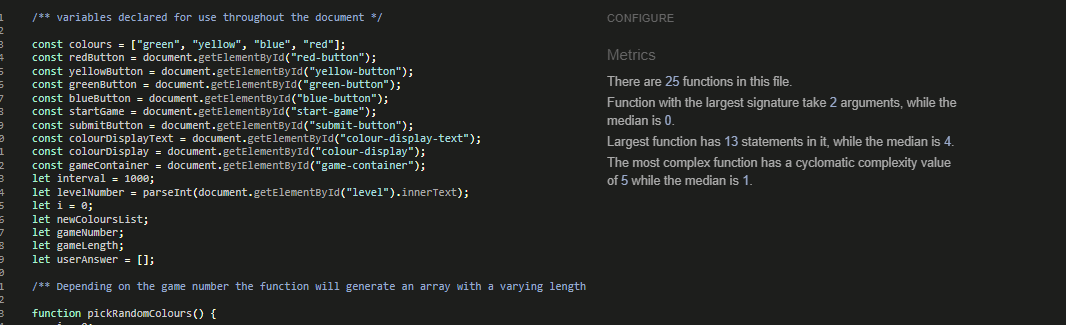 1 /** variables declared for use throughout the document */
2
3 const colours = ["green", "yellow", "blue", "red"];
4 const redButton = document.getElementById("red-button");
5 const yellowButton = document.getElementById("yellow-button");
6 const greenButton = document.getElementById("green-button");
7 const blueButton = document.getElementById("blue-button");
8 const startGame = document.getElementById("start-game");
9 const submitButton = document.getElementById("submit-button");
0 const colourDisplayText = document.getElementById("colour-display-text");
1 const colourDisplay = document.getElementById("colour-display");
2 const gameContainer = document.getElementById("game-container");
3 let interval = 1000;
4 let levelNumber = parseInt(document.getElementById("level").innerText);
5 let i = 0;
6 let newColoursList;
7 let gameNumber;
8 let gameLength;
9 let userAnswer = [];
0
1 /** Depending on the game number the function will generate an array with a varying length
2
3 function pickRandomColours() {
CONFIGURE
Metrics
There are 25 functions in this file.
Function with the largest signature take 2 arguments, while the
median is 0.
Largest function has 13 statements in it, while the median is 4.
The most complex function has a cyclomatic complexity value
of 5 while the median is 1.